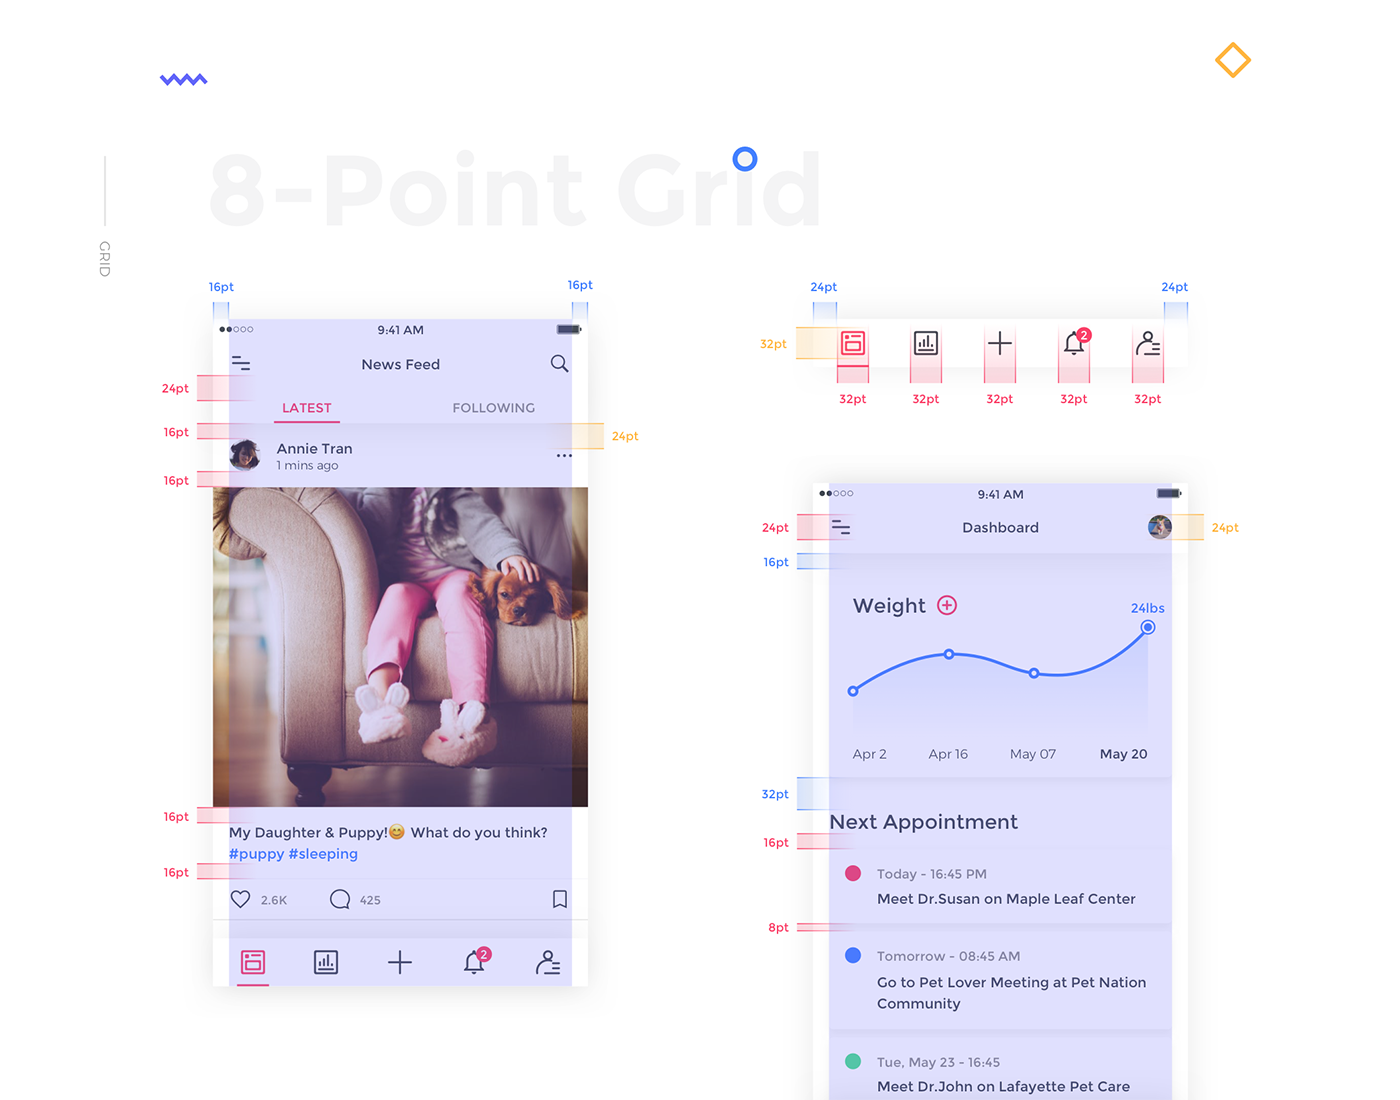 8-Point Grid
GRID
16pt
16pt
9:41 AM
News Feed
24pt
LATEST
FOLLOWING
16pt
24pt
Annie Tran
1 mins ago
16pt
16pt
My Daughter & Puppy!😊 What do you think?
#puppy #sleeping
16pt
2.6K
425
2
24pt
24pt
32pt
2
32pt
32pt
32pt
32pt
32pt
9:41 AM
24pt
Dashboard
24pt
16pt
Weight
24lbs
Apr 2
Apr 16
May 07
May 20
32pt
Next Appointment
16pt
Today - 16:45 PM
Meet Dr.Susan on Maple Leaf Center
8pt
Tomorrow - 08:45 AM
Go to Pet Lover Meeting at Pet Nation
Community
Tue, May 23 - 16:45
Meet Dr.John on Lafayette Pet Care